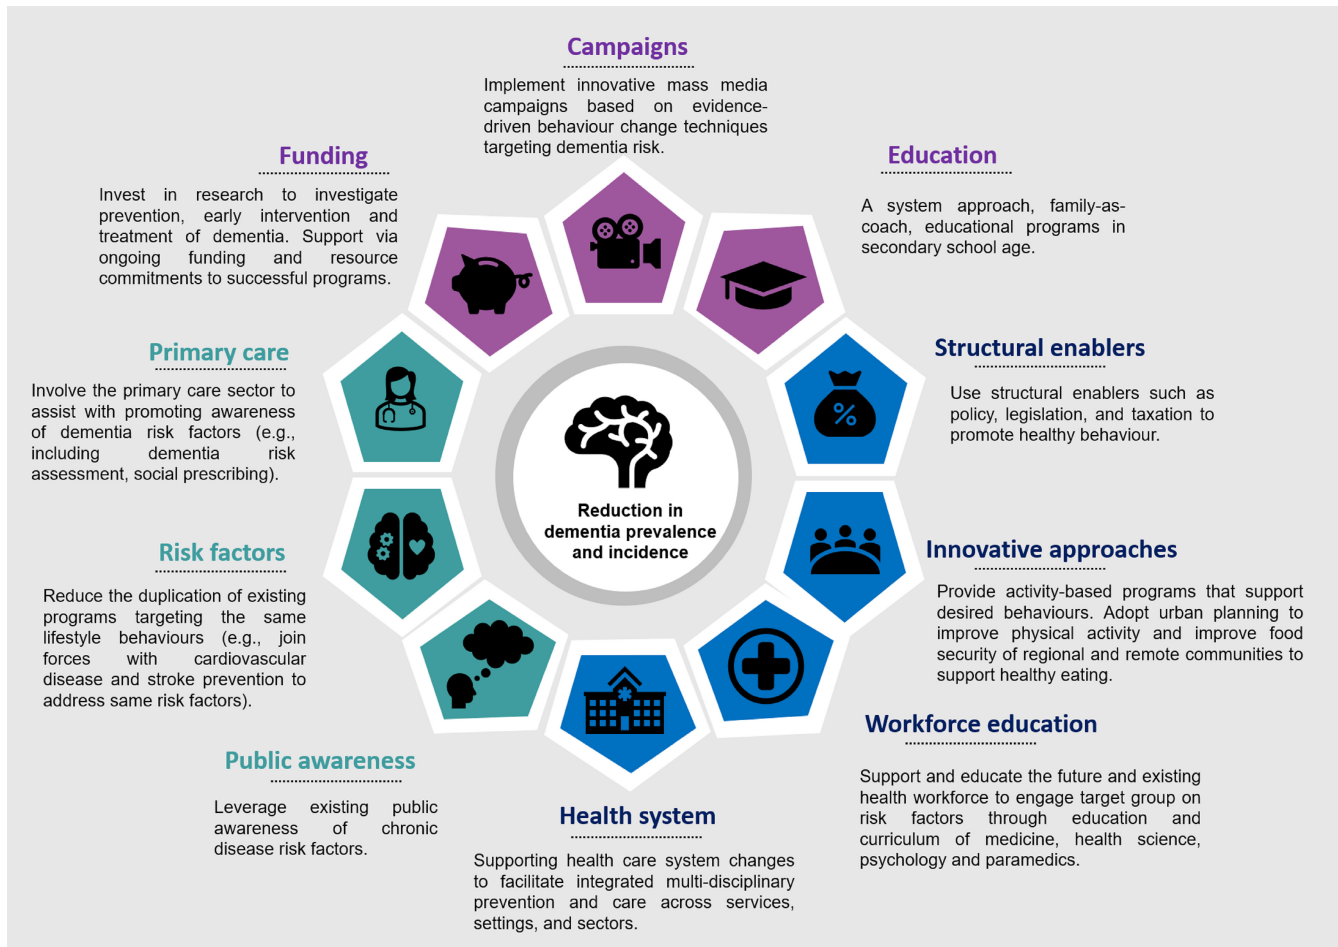 Campaigns
Implement innovative mass media
campaigns based on evidence-
driven behaviour change techniques
targeting dementia risk.
Funding
Invest in research to investigate
prevention, early intervention and
treatment of dementia. Support via
ongoing funding and resource
commitments to successful programs.
Education
A system approach, family-as-
coach, educational programs in
secondary school age.
Primary care
Involve the primary care sector to
assist with promoting awareness
of dementia risk factors (e.g.,
including dementia risk
assessment, social prescribing).
Structural enablers
Use structural enablers such as
policy, legislation, and taxation to
promote healthy behaviour.
%
Reduction in
dementia prevalence
and incidence
Risk factors
Reduce the duplication of existing
programs targeting the same
lifestyle behaviours (e.g., join
forces with cardiovascular
disease and stroke prevention to
address same risk factors).
Innovative approaches
Provide activity-based programs that support
desired behaviours. Adopt urban planning to
improve physical activity and improve food
security of regional and remote communities to
support healthy eating.
Public awareness
Leverage existing public
awareness of chronic
disease risk factors.
Health system
Supporting health care system changes
to facilitate integrated multi-disciplinary
prevention and care across services,
settings, and sectors.
Workforce education
Support and educate the future and existing
health workforce to engage target group on
risk factors through education and
curriculum of medicine, health science,
psychology and paramedics.